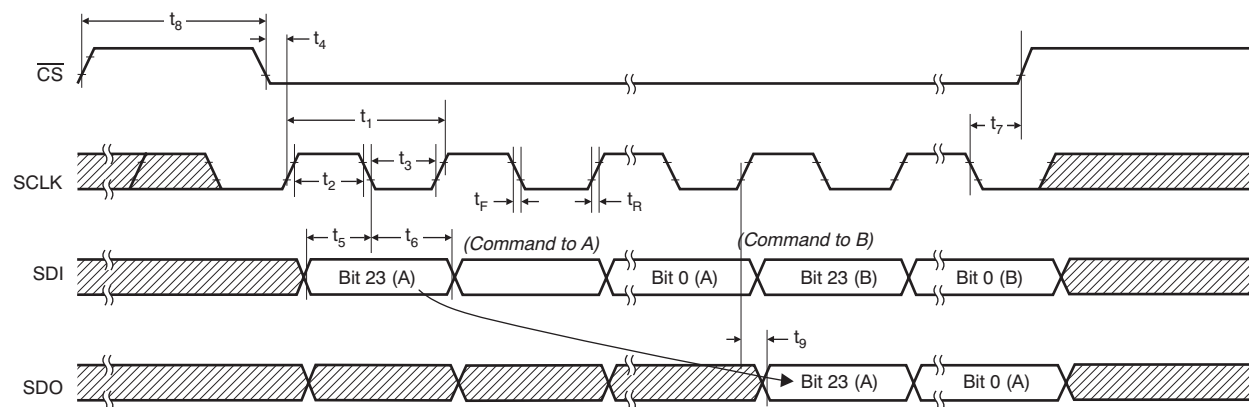 t8
t4
CS
t1
t7
t3
SCLK
t2
tF
tR
t5
t6
(Command to A)
(Command to B)
SDI
Bit 23 (A)
Bit 0 (A)
Bit 23 (B)
Bit 0 (B)
t9
SDO
Bit 23 (A)
Bit 0 (A)